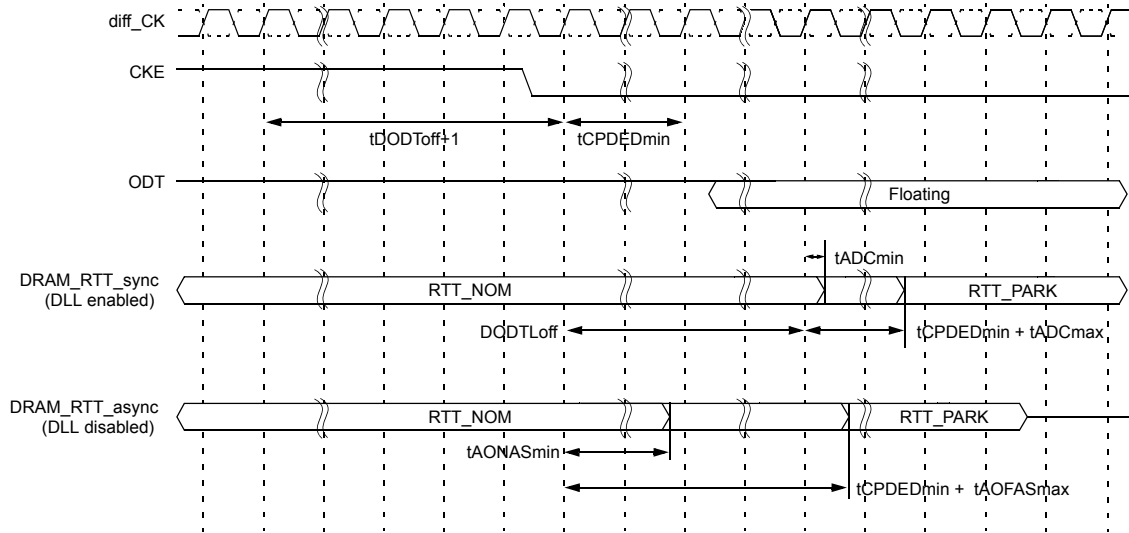 diff_CK
CKE
tDODToff+1
tCPDEDmin
ODT
Floating
tADCmin
DRAM_RTT_sync
(DLL enabled)
RTT_NOM
RTT_PARK
DODTLoff
tCPDEDmin + tADCmax
DRAM_RTT_async
(DLL disabled)
RTT_NOM
RTT_PARK
tAONASmin
tCPDEDmin + tAOFASmax